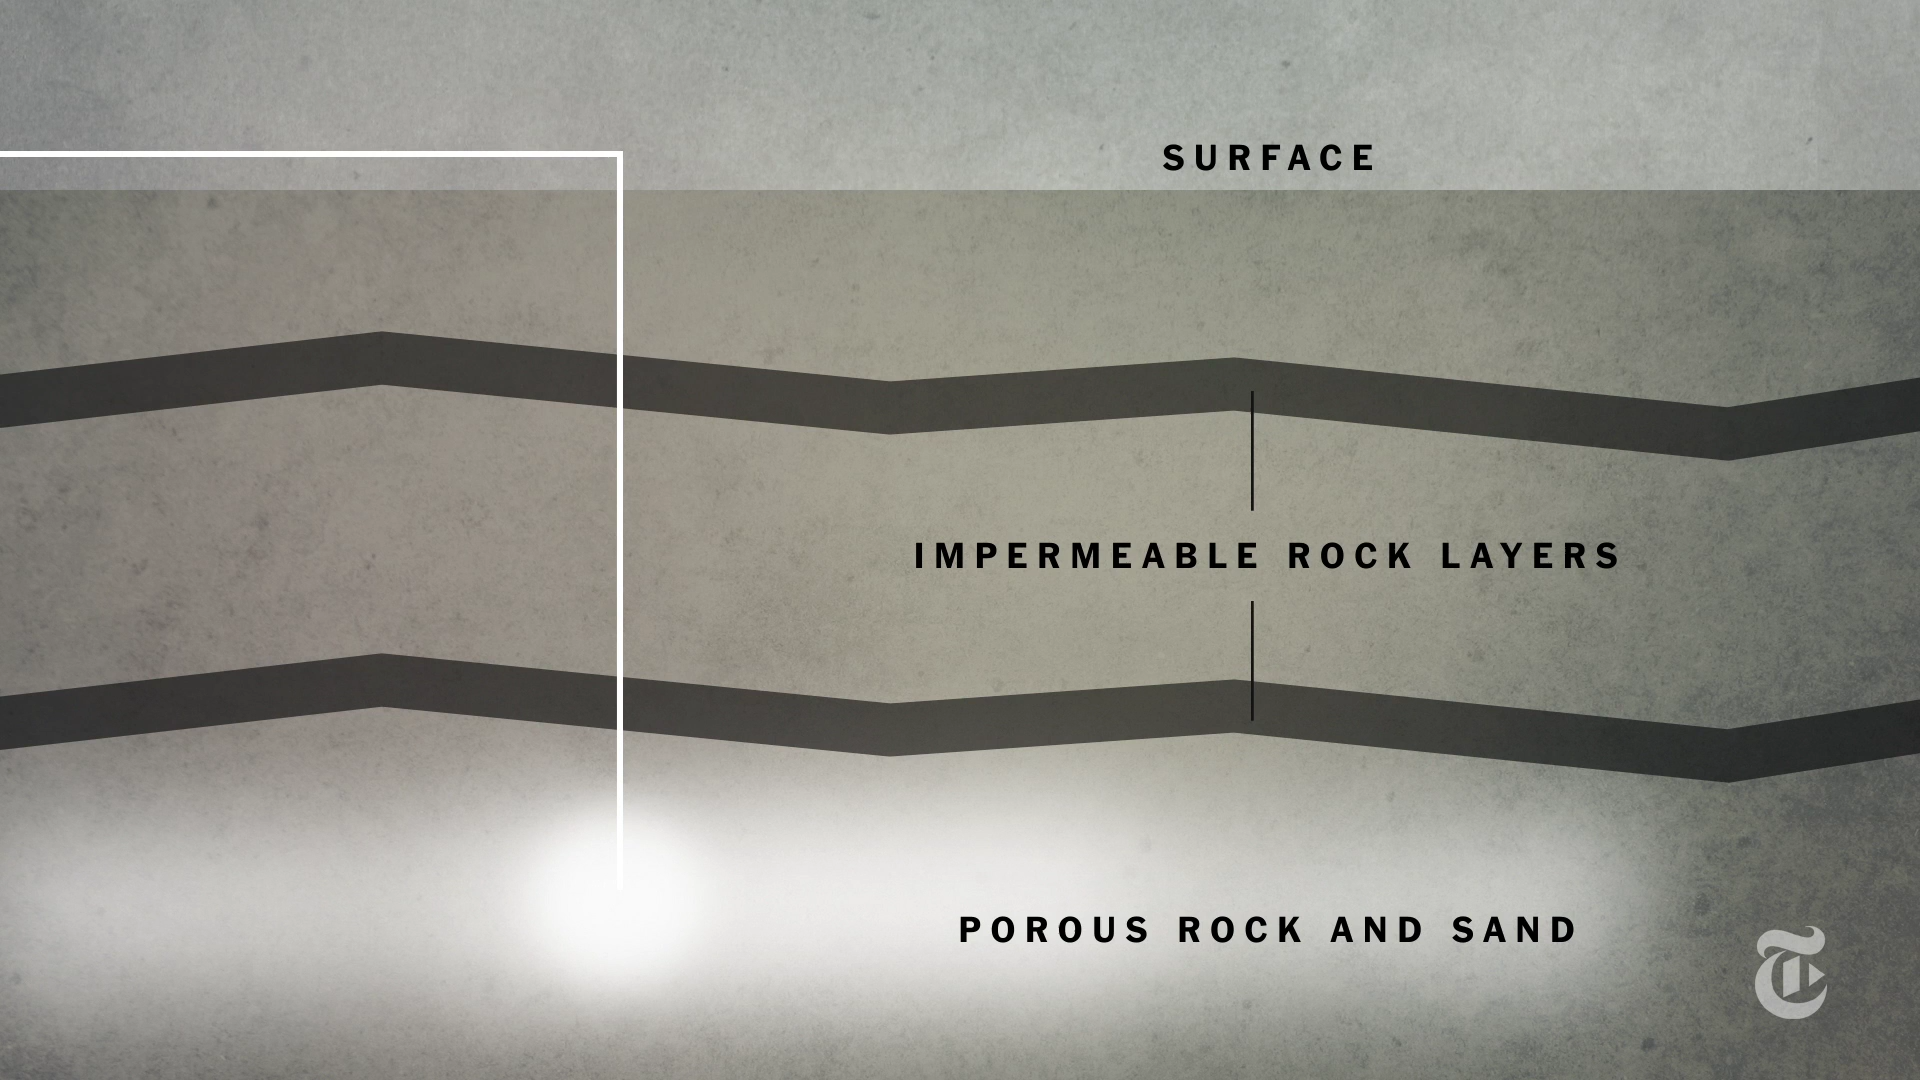 SURFACE
IMPERMEABLE ROCK LAYERS
POROUS ROCK AND SAND
T